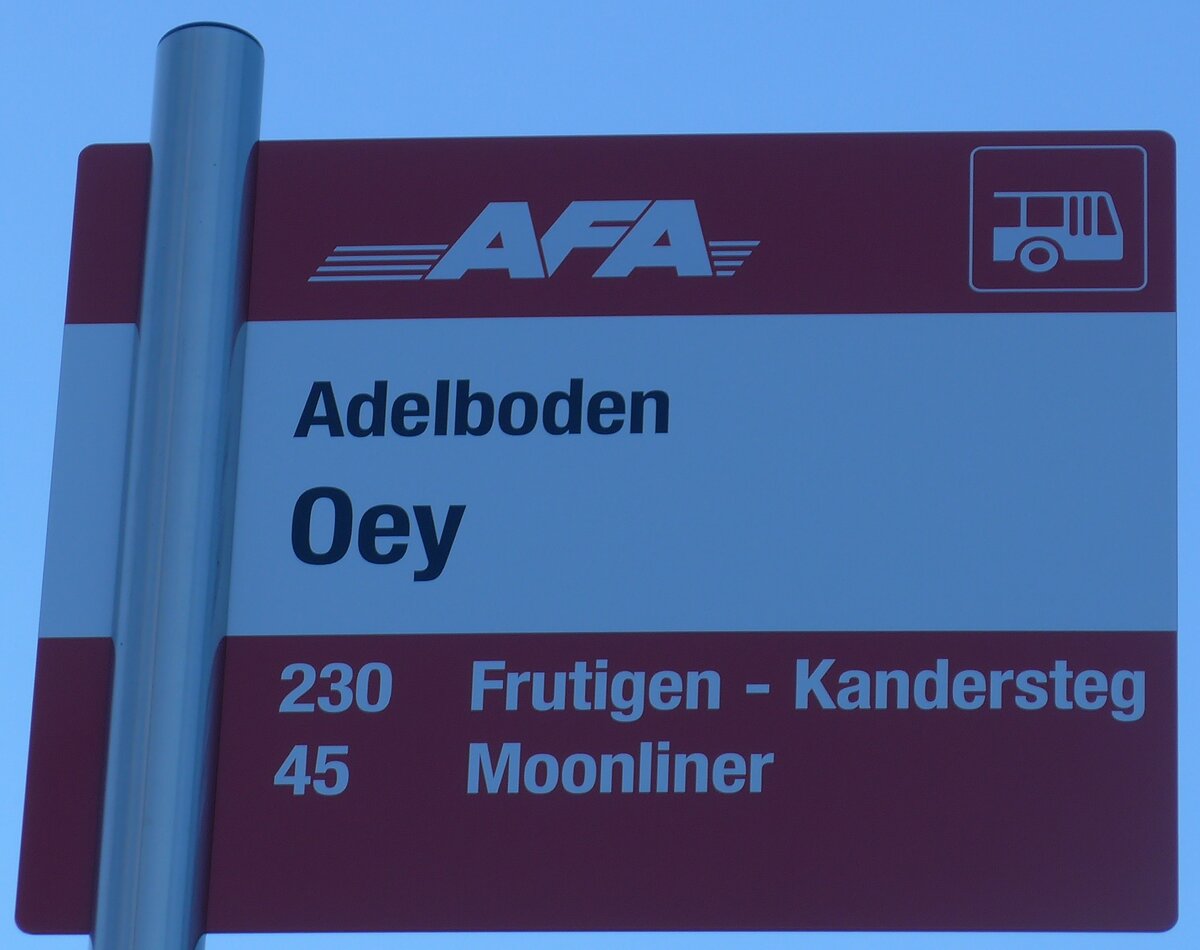 AFA
Adelboden
Oey
230 Frutigen - Kandersteg
45 Moonliner